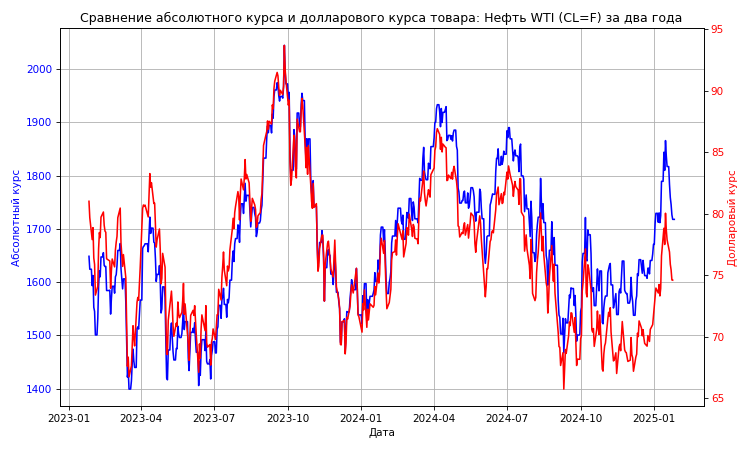 Сравнение абсолютного курса и долларового курса товара: Нефть WTI (CL=F) за два года
Абсолютный курс
2000
1900
1800
1700
1600
1500
1400
95
90
85
80
75
70
65
Долларовый курс
2023-01 2023-04 2023-07 2023-10 2024-01 2024-04 2024-07 2024-10 2025-01
Дата